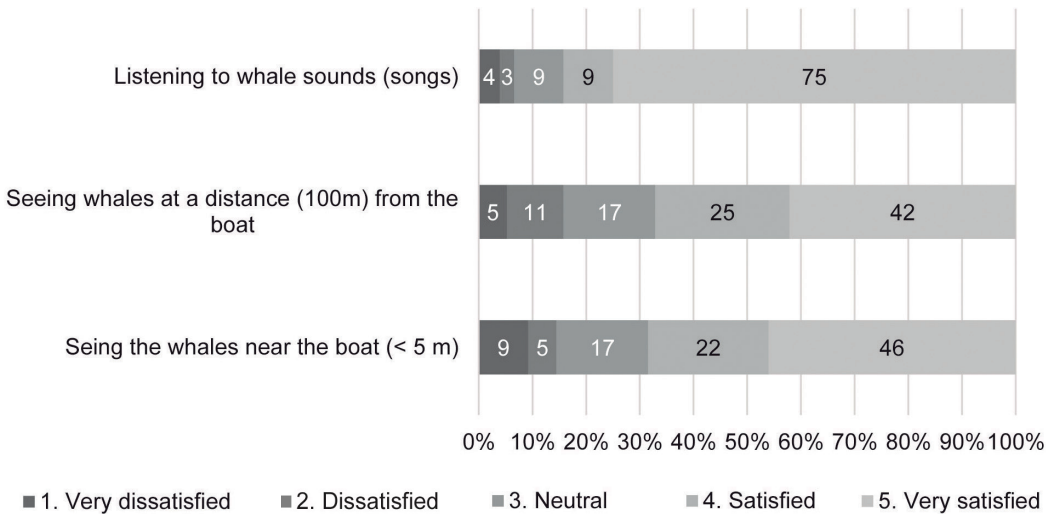 Listening to whale sounds (songs)
4 3 9 9 75
Seeing whales at a distance (100m) from the
boat
5 11 17 25 42
Seing the whales near the boat (< 5 m)
9 5 17 22 46
0% 10% 20% 30% 40% 50% 60% 70% 80% 90% 100%
1. Very dissatisfied 2. Dissatisfied 3. Neutral 4. Satisfied 5. Very satisfied